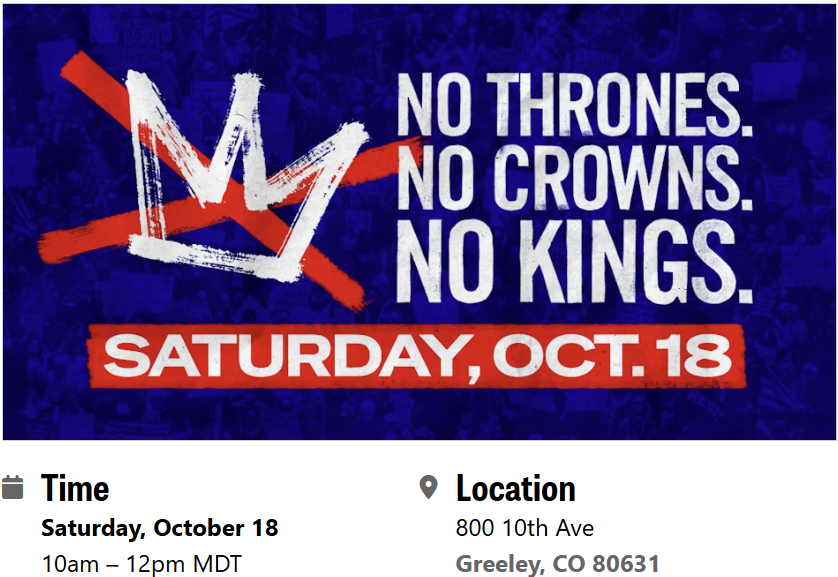 NO THRONES.
NO CROWNS.
NO KINGS.
SATURDAY, OCT. 18
Time
Saturday, October 18
10am – 12pm MDT
Location
800 10th Ave
Greeley, CO 80631